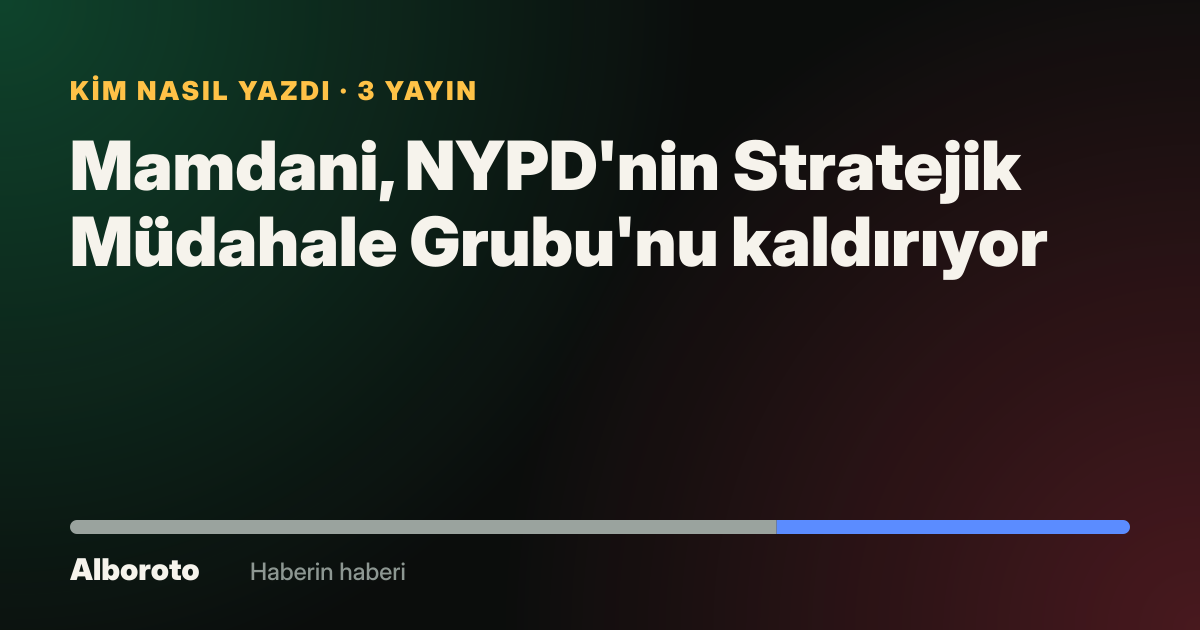 KİM NASIL YAZDI · 3 YAYIN
Mamdani, NYPD'nin Stratejik
Müdahale Grubu'nu kaldırıyor
Alboroto
Haberin haberi